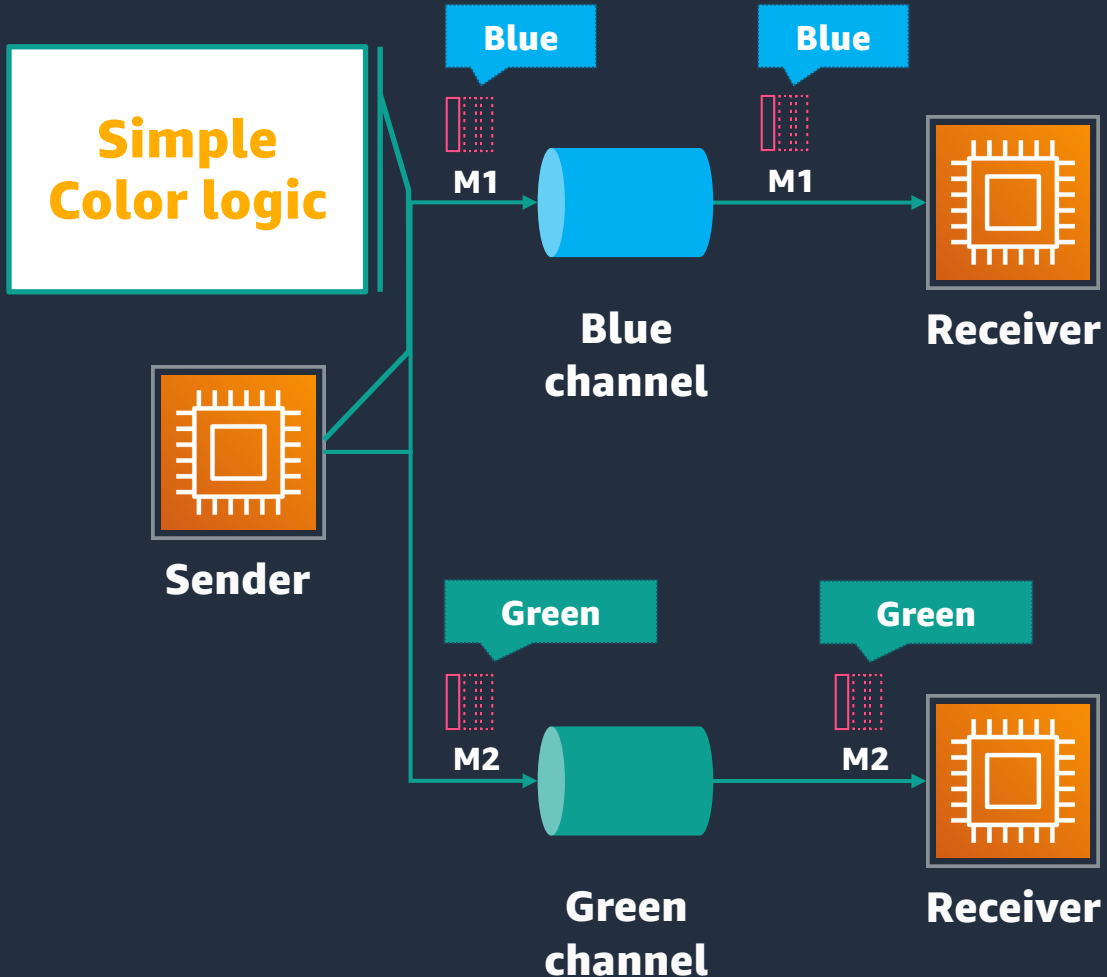 Blue
Blue
Simple
Color logic
M1
M1
Blue
channel
Receiver
Sender
Green
Green
M2
M2
Green
channel
Receiver